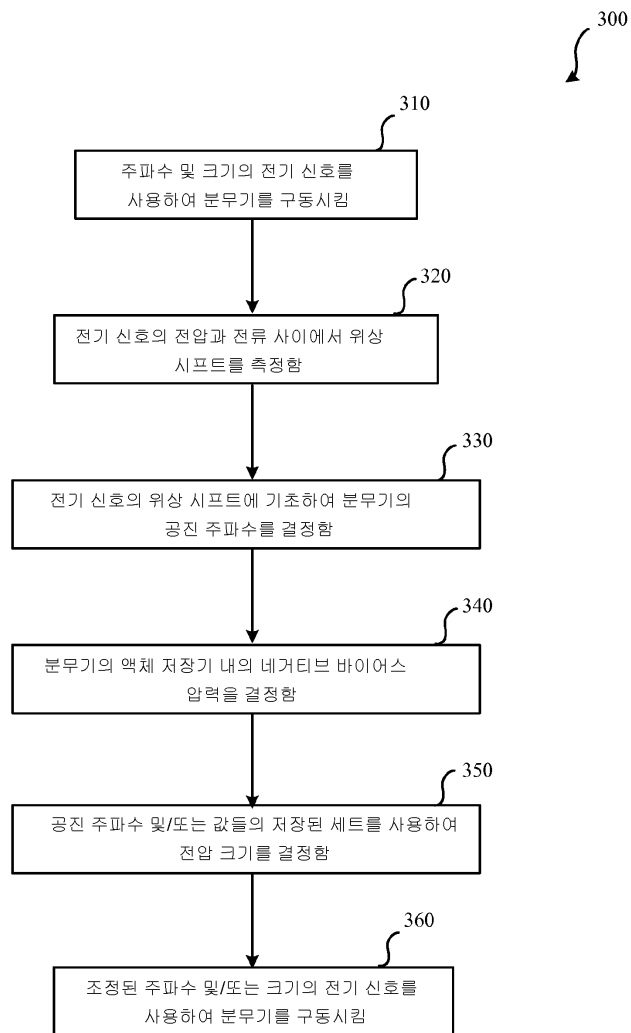 300
310
주파수 및 크기의 전기 신호를
사용하여 분무기를 구동시킴
320
전기 신호의 전압과 전류 사이에서 위상
시프트를 측정함
330
전기 신호의 위상 시프트에 기초하여 분무기의
공진 주파수를 결정함
340
분무기의 액체 저장기 내의 네거티브 바이어스
압력을 결정함
350
공진 주파수 및/또는 값들의 저장된 세트를 사용하여
전압 크기를 결정함
360
조정된 주파수 및/또는 크기의 전기 신호를
사용하여 분무기를 구동시킴